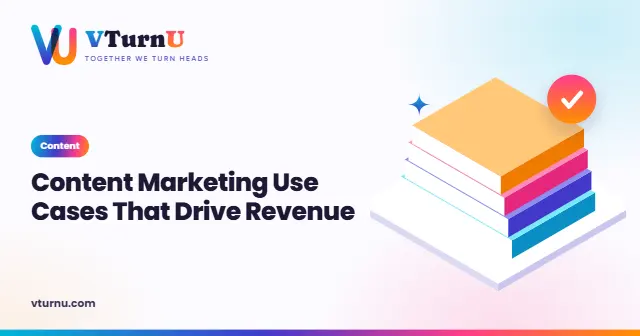 VTurnU
TOGETHER WE TURN HEADS
Content
Content Marketing Use
Cases That Drive Revenue
vturnu.com